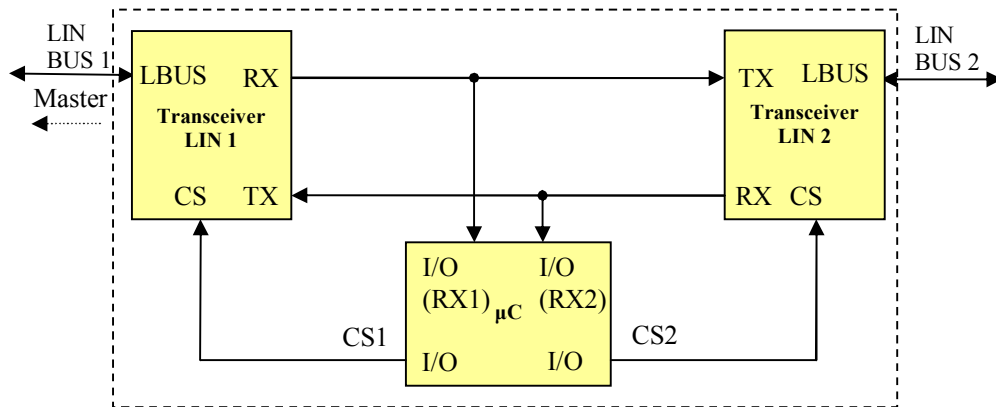 LIN
BUS 1
Master
LBUS RX
Transceiver
LIN 1
CS TX
TX LBUS
Transceiver
LIN 2
RX CS
LIN
BUS 2
I/O I/O
(RX1) µC (RX2)
I/O I/O
CS1
CS2